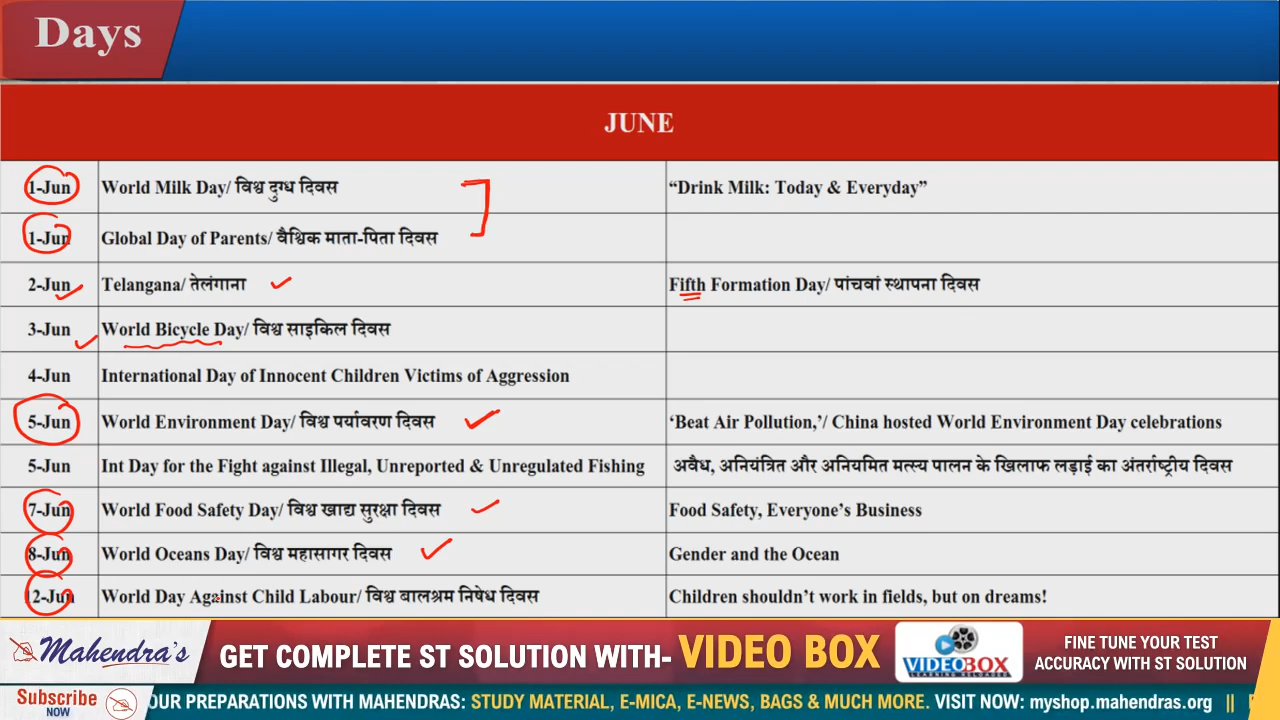 Days
JUNE
1-Jun World Milk Day/ विश्व दुग्ध दिवस “Drink Milk: Today & Everyday”
1-Jun Global Day of Parents/ वैश्विक माता-पिता दिवस
2-Jun Telangana/ तेलंगाना Fifth Formation Day/ पांचवां स्थापना दिवस
3-Jun World Bicycle Day/ विश्व साइकिल दिवस
4-Jun International Day of Innocent Children Victims of Aggression
5-Jun World Environment Day/ विश्व पर्यावरण दिवस ‘Beat Air Pollution,’/ China hosted World Environment Day celebrations
5-Jun Int Day for the Fight against Illegal, Unreported & Unregulated Fishing अवैध, अनियंत्रित और अनियमित मत्स्य पालन के खिलाफ लड़ाई का अंतर्राष्ट्रीय दिवस
7-Jun World Food Safety Day/ विश्व खाद्य सुरक्षा दिवस Food Safety, Everyone’s Business
8-Jun World Oceans Day/ विश्व महासागर दिवस Gender and the Ocean
12-Jun World Day Against Child Labour/ विश्व बालश्रम निषेध दिवस Children shouldn’t work in fields, but on dreams!
Mahendra's
GET COMPLETE ST SOLUTION WITH- VIDEO BOX
VIDEOBOX
LEARNING RELOADED
FINE TUNE YOUR TEST
ACCURACY WITH ST SOLUTION
Subscribe
NOW
OUR PREPARATIONS WITH MAHENDRAS: STUDY MATERIAL, E-MICA, E-NEWS, BAGS & MUCH MORE. VISIT NOW: myshop.mahendras.org ||